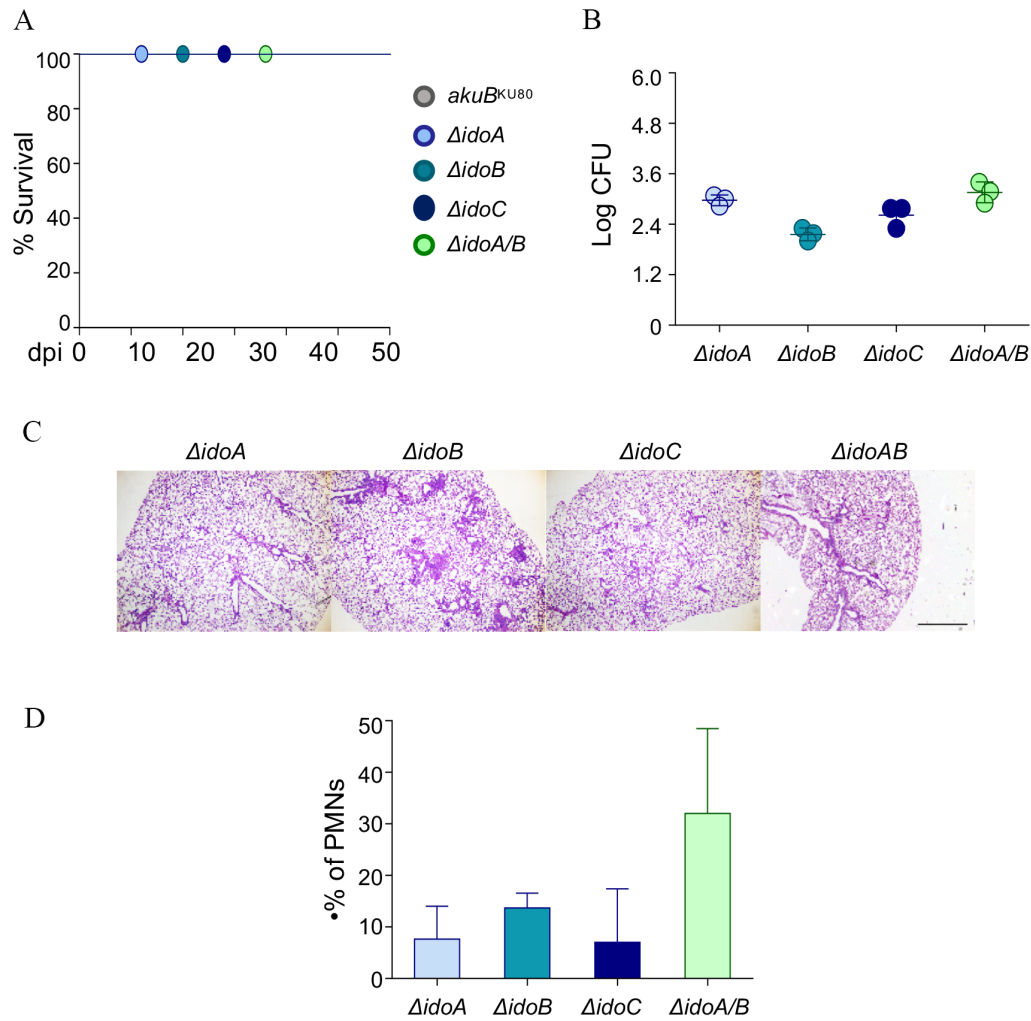 A
100
80
60
40
20
0
% Survival
dpi 0 10 20 30 40 50
akuBᴷᵁ⁸⁰
ΔidoA
ΔidoB
ΔidoC
ΔidoA/B
B
6.0
4.8
3.6
2.4
1.2
0
Log CFU
ΔidoA ΔidoB ΔidoC ΔidoA/B
C
ΔidoA ΔidoB ΔidoC ΔidoAB
D
50
40
30
20
10
0
•% of PMNs
ΔidoA ΔidoB ΔidoC ΔidoA/B